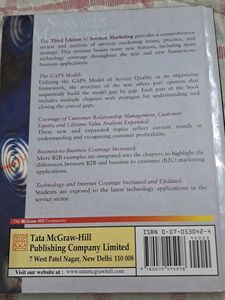 SERVICES
The Third Edition of Services Marketing provides a comprehensive
review and analysis of services marketing issues, practice, and
strategy. This revision boasts many new features, including more
technology coverage throughout the text and new business-to-
business applications.
The GAPS Model:
Utilizing the GAPS Model of Service Quality as an organizing
framework, the structure of the text offers part openers that
sequentially build the model gap by gap. Each part of the book
includes multiple chapters with strategies for understanding and
closing the critical gaps.
Coverage of Customer Relationship Management, Customer
Equity, and Lifetime Value Analysis Expanded:
These new and expanded topics reflect current trends in
understanding and recognizing customer profitability.
Business-to-Business Coverage Increased:
More B2B examples are integrated into the chapters to highlight the
differences between B2B and business to customer (B2C) marketing
applications.
Technology and Internet Coverage Increased and Updated:
Students are exposed to the latest technology applications in the
service sector.
The McGraw-Hill Companies
Tata McGraw-Hill
Publishing Company Limited
7 West Patel Nagar, New Delhi 110 008
Visit our website at : www.tatamcgrawhill.com
ISBN 0-07-053042-4
90000